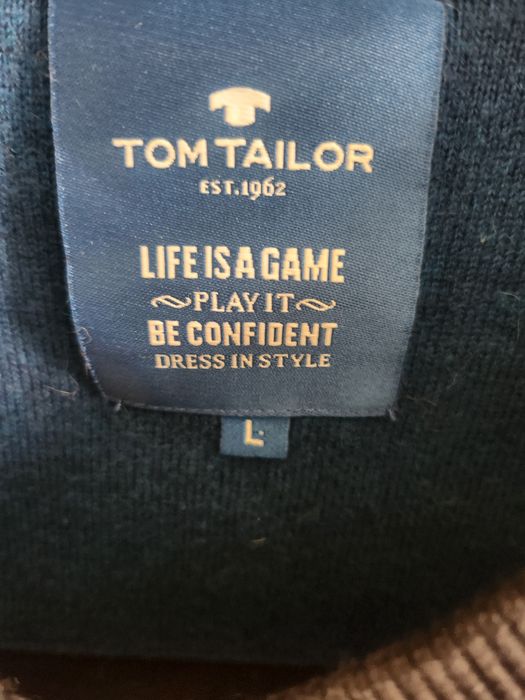 TOM TAILOR
EST.1962
LIFE IS A GAME
PLAY IT
BE CONFIDENT
DRESS IN STYLE
L